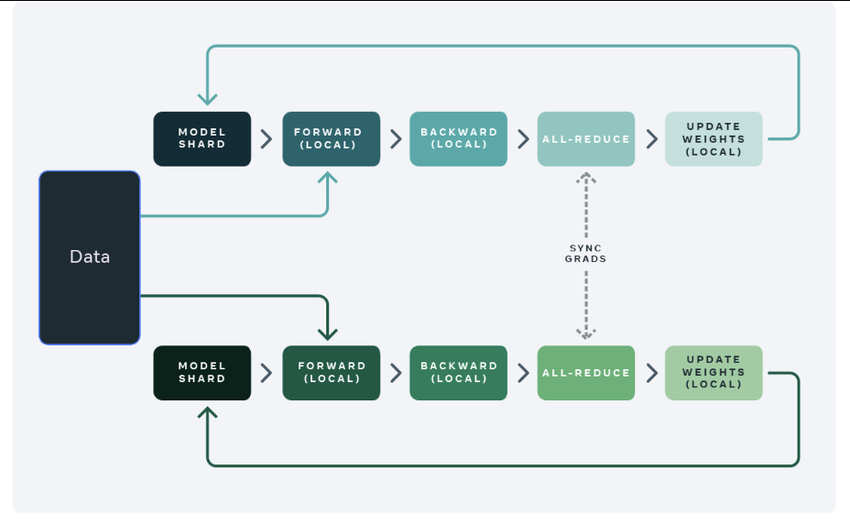 MODEL
SHARD
FORWARD
(LOCAL)
BACKWARD
(LOCAL)
ALL-REDUCE
UPDATE
WEIGHTS
(LOCAL)
Data
SYNC
GRADS
MODEL
SHARD
FORWARD
(LOCAL)
BACKWARD
(LOCAL)
ALL-REDUCE
UPDATE
WEIGHTS
(LOCAL)